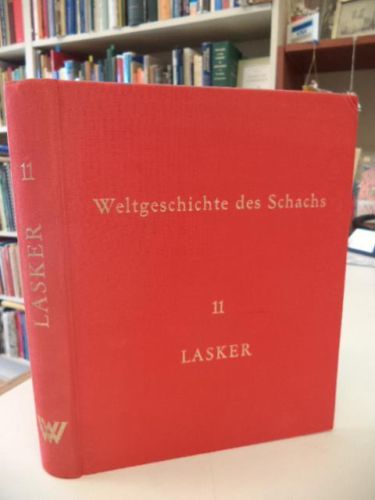 Weltgeschichte des Schachs
11
LASKER
11
LASKER
W